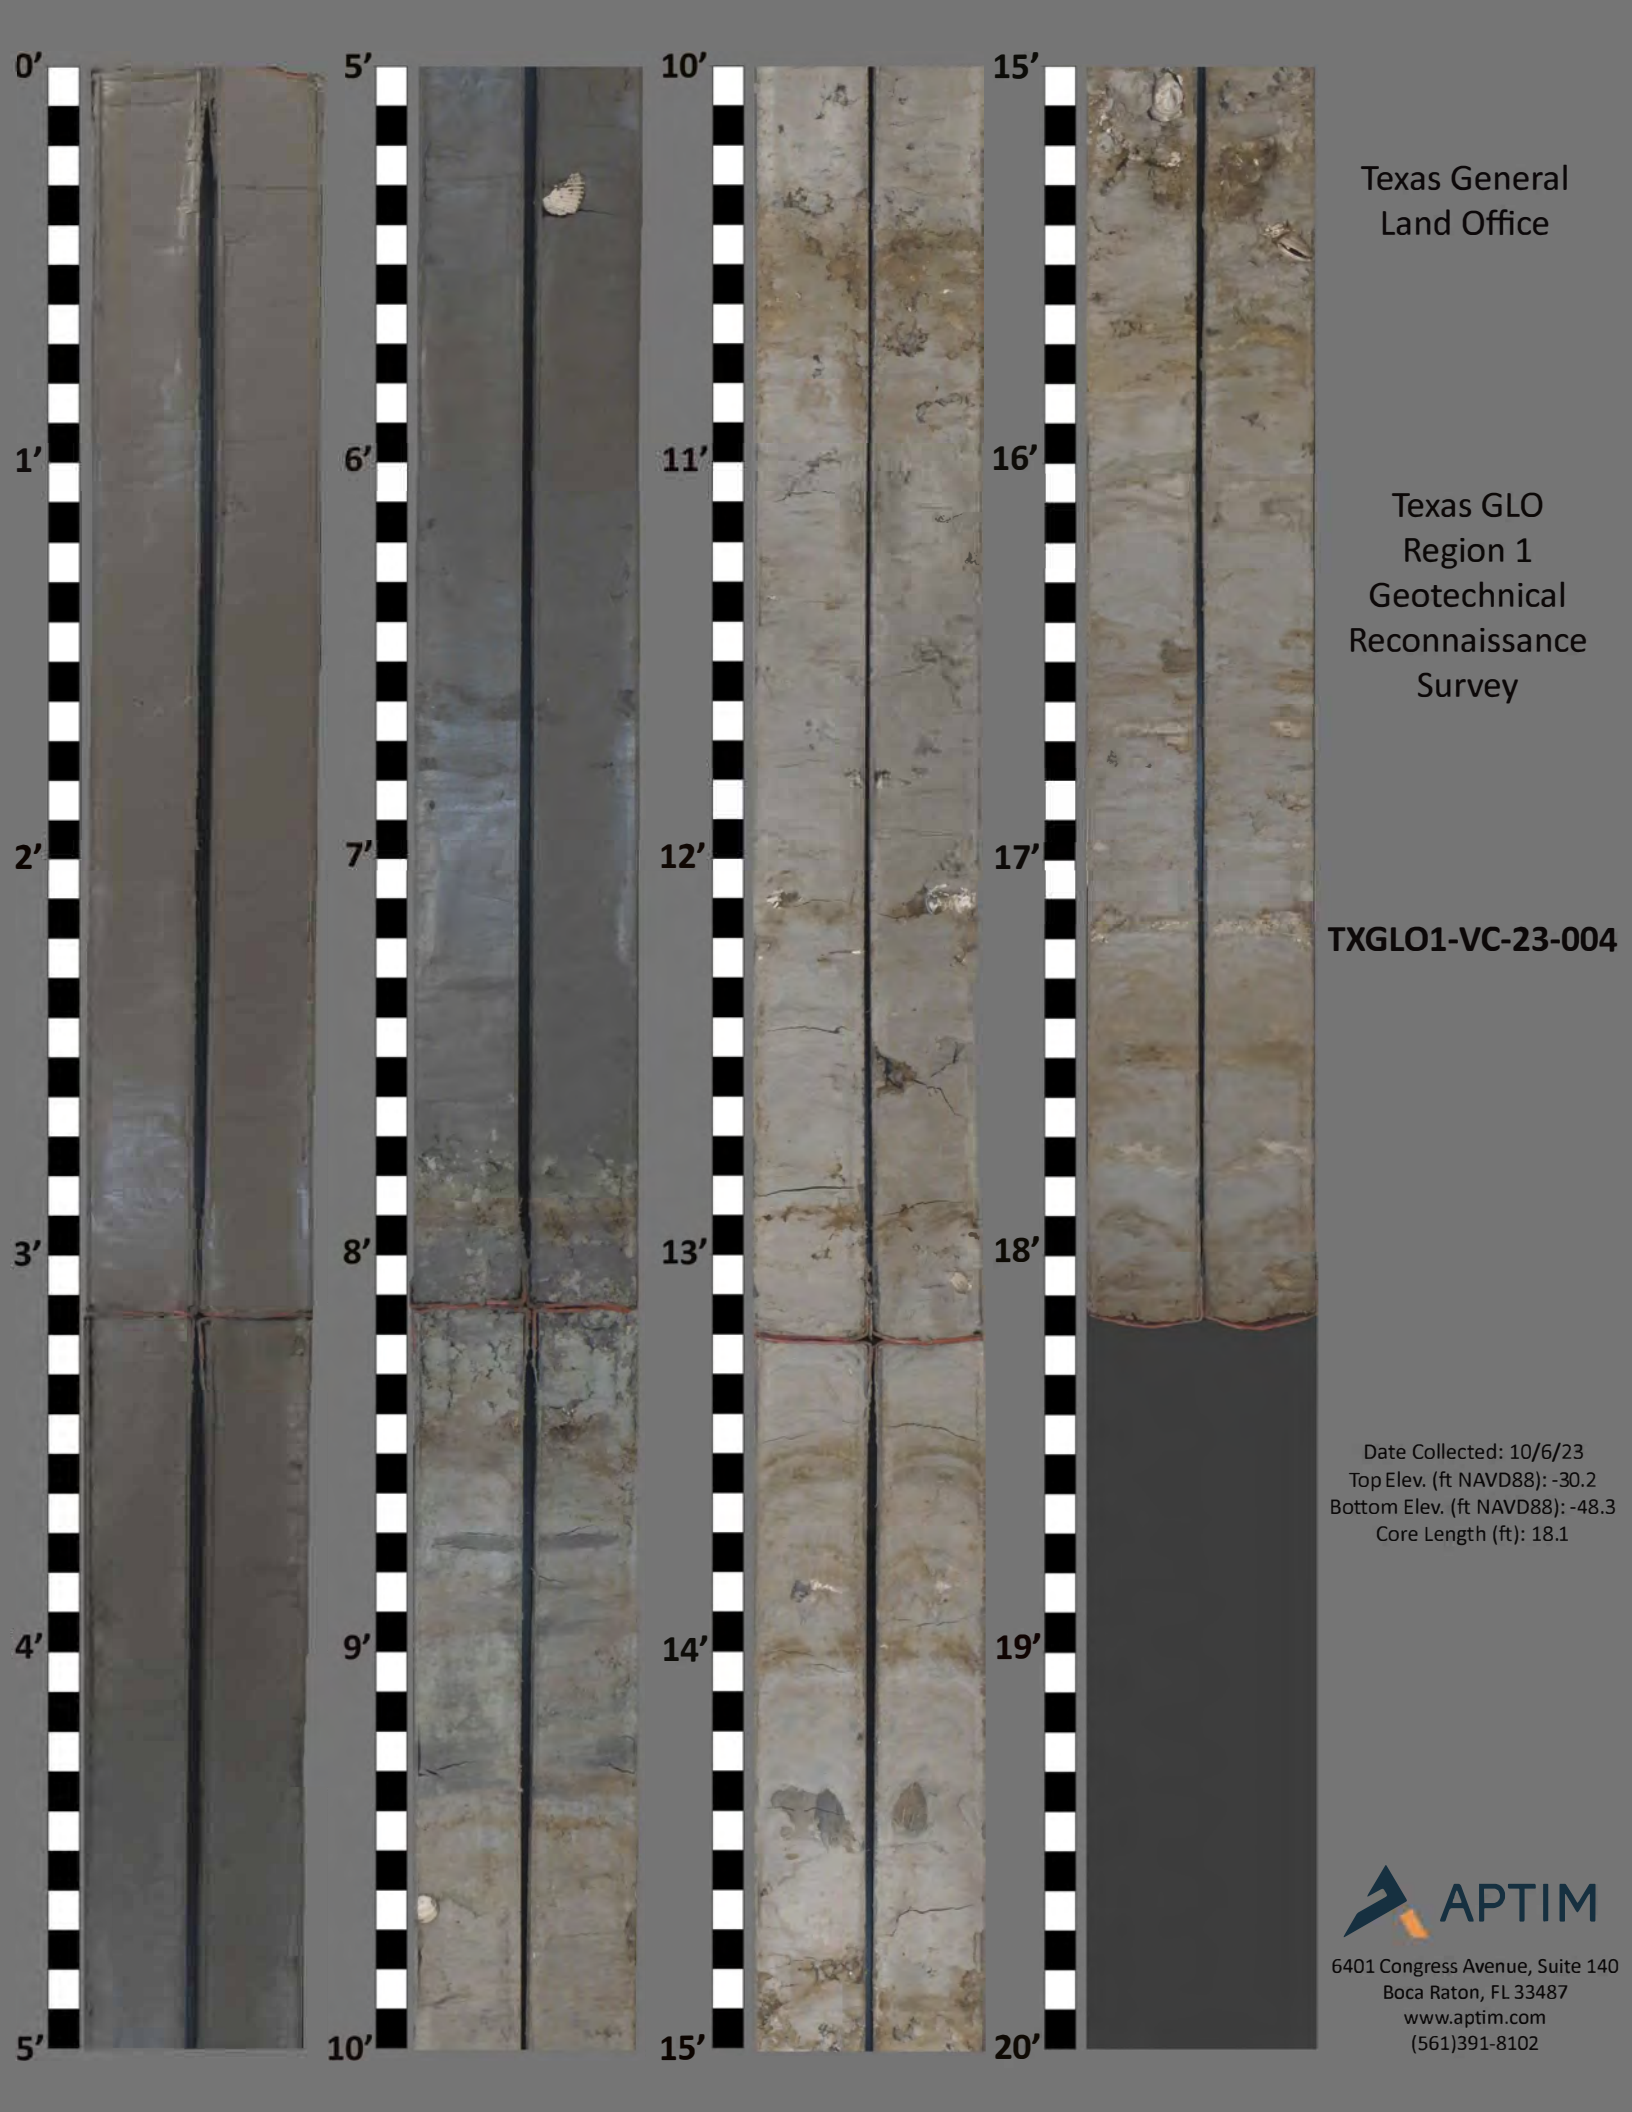 0’
1’
2’
3’
4’
5’
5’
6’
7’
8’
9’
10’
10’
11’
12’
13’
14’
15’
15’
16’
17’
18’
19’
20’
Texas General
Land Office
Texas GLO
Region 1
Geotechnical
Reconnaissance
Survey
TXGLO1-VC-23-004
Date Collected: 10/6/23
Top Elev. (ft NAVD88): -30.2
Bottom Elev. (ft NAVD88): -48.3
Core Length (ft): 18.1
APTIM
6401 Congress Avenue, Suite 140
Boca Raton, FL 33487
www.aptim.com
(561)391-8102